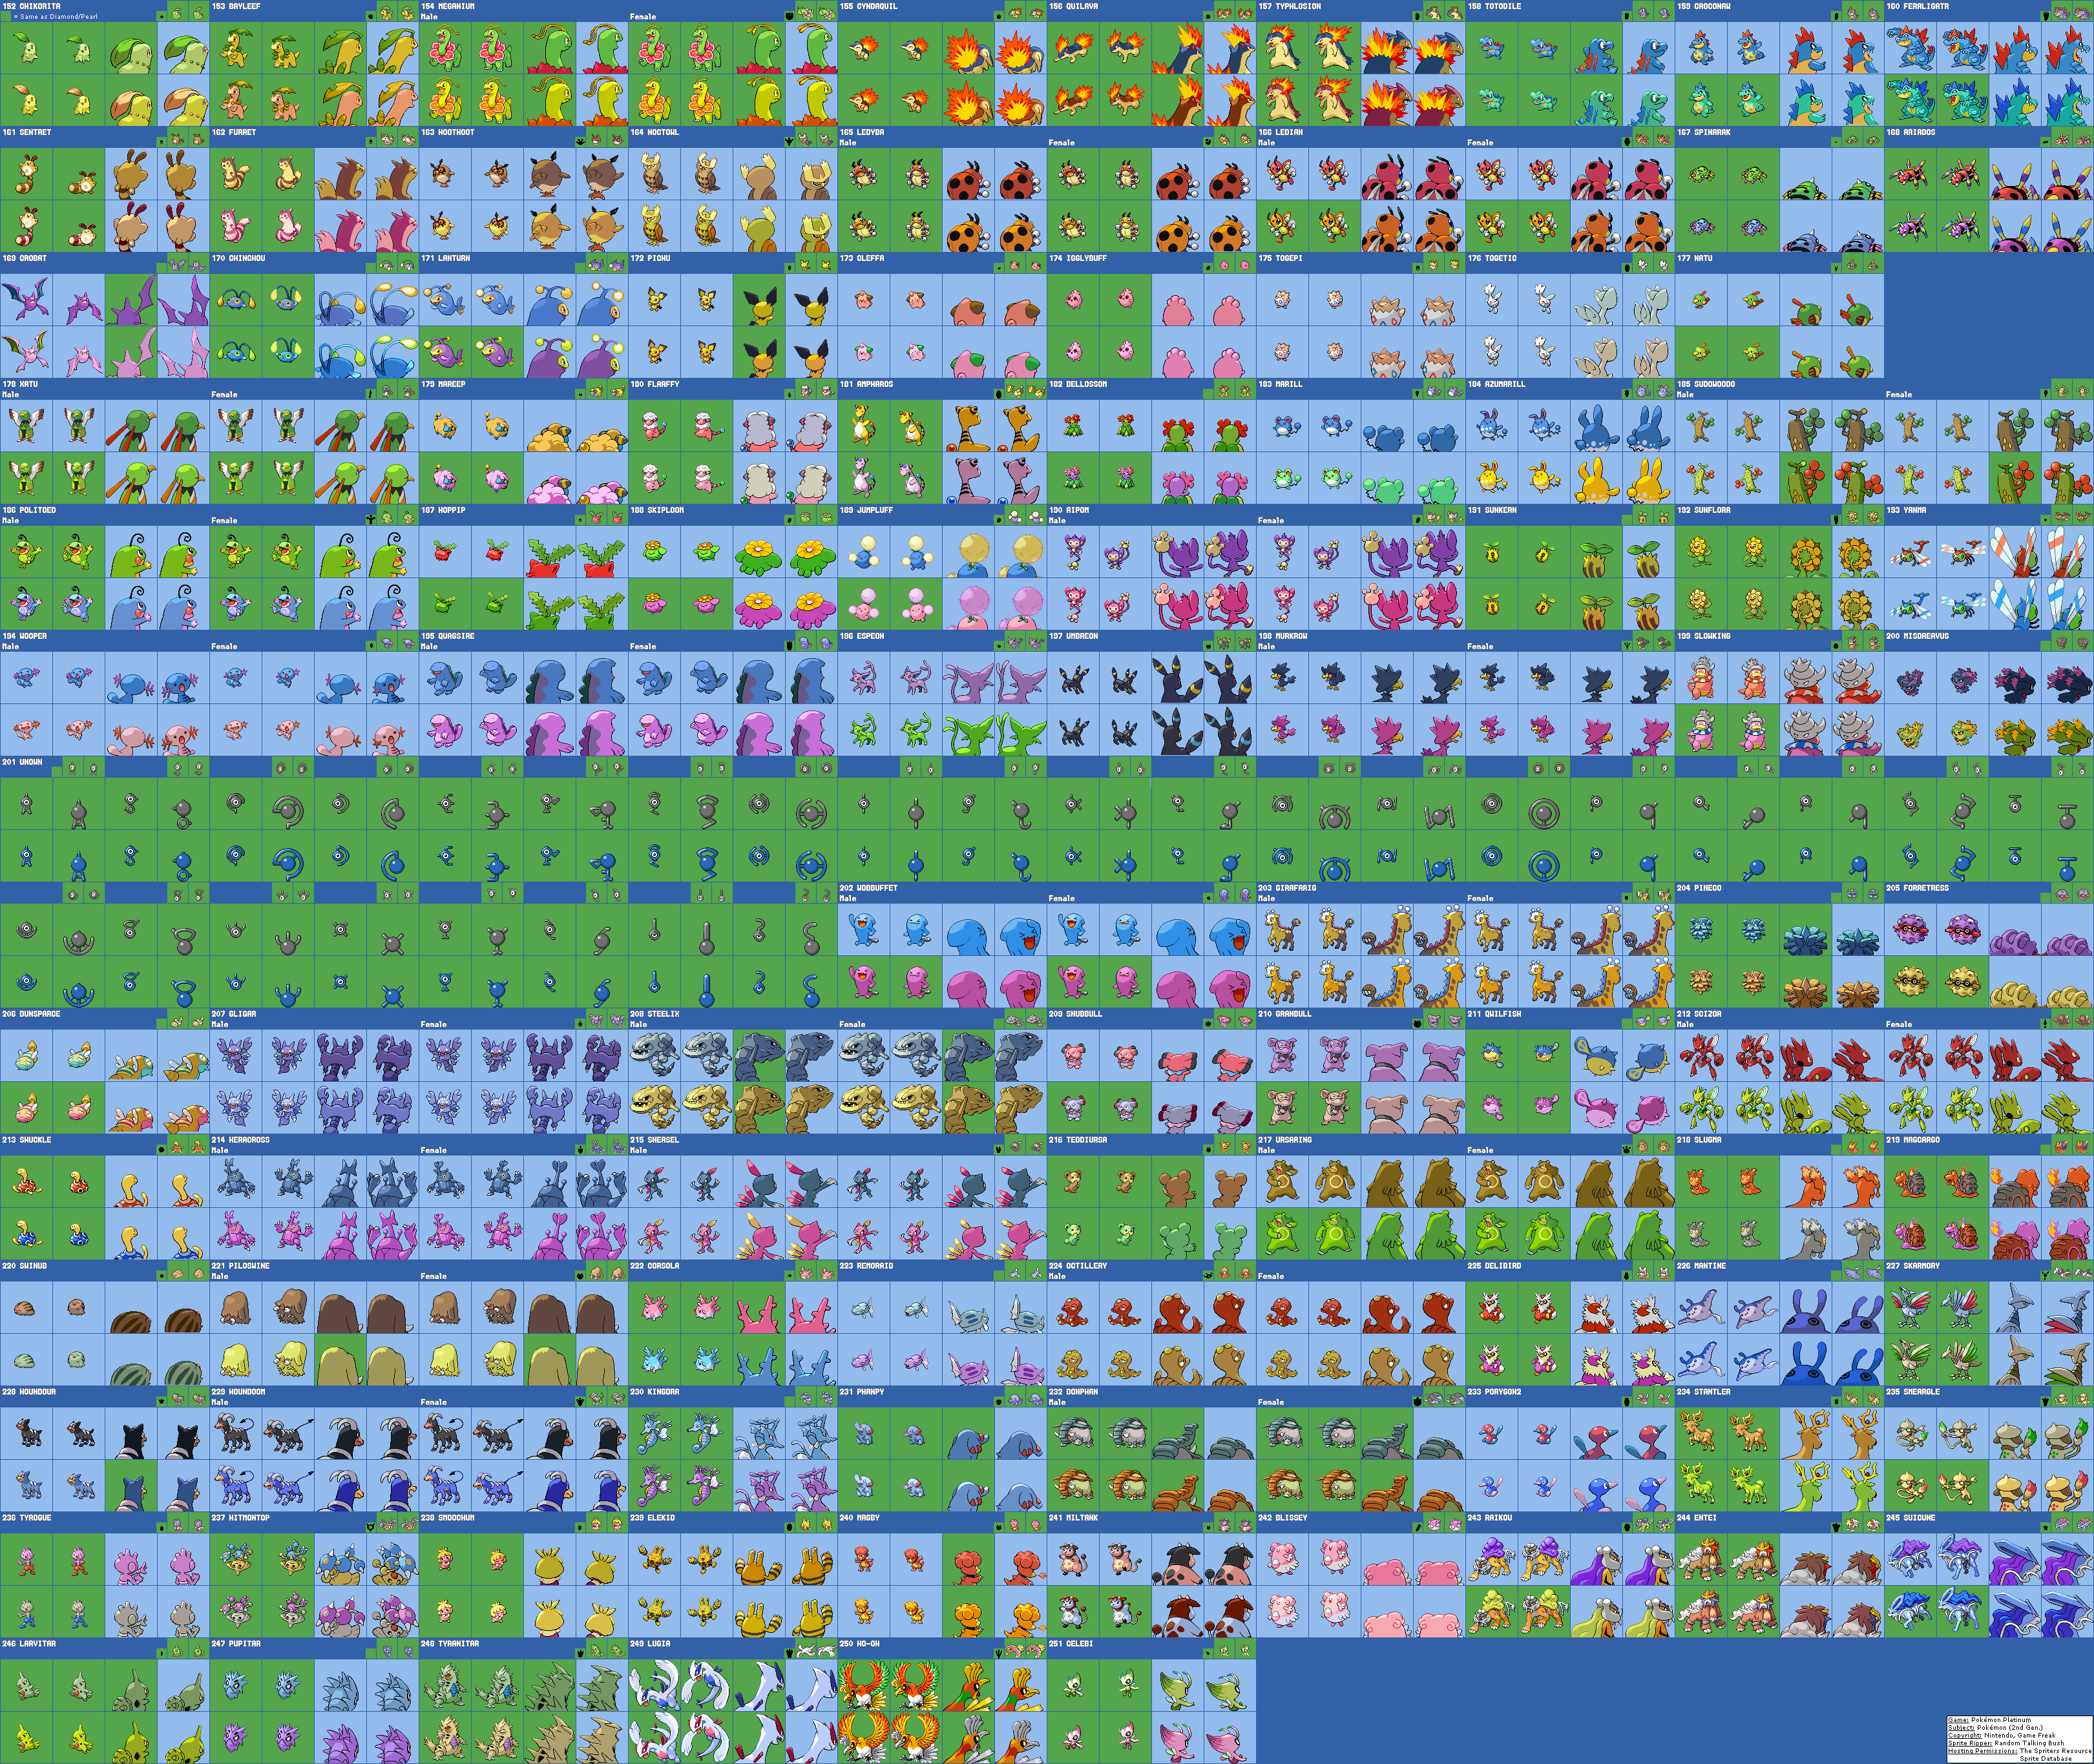 152 CHIKORITA
= Same as Diamond/Pearl
153 BAYLEEF
154 MEGANIUM
Male
Female
155 CYNDAQUIL
156 QUILAVA
157 TYPHLOSION
158 TOTODILE
159 CROCONAW
160 FERALIGATR
161 SENTRET
162 FURRET
163 HOOTHOOT
164 NOCTOWL
165 LEDYBA
Male
Female
166 LEDIAN
Male
Female
167 SPINARAK
168 ARIADOS
169 CROBAT
170 CHINCHOU
171 LANTURN
172 PICHU
173 CLEFFA
174 IGGLYBUFF
175 TOGEPI
176 TOGETIC
177 NATU
178 XATU
Male
Female
179 MAREEP
180 FLAAFFY
181 AMPHAROS
182 BELLOSSOM
183 MARILL
184 AZUMARILL
185 SUDOWOODO
Male
Female
186 POLITOED
Male
Female
187 HOPPIP
188 SKIPLOOM
189 JUMPLUFF
190 AIPOM
Male
Female
191 SUNKERN
192 SUNFLORA
193 YANMA
194 WOOPER
Male
Female
195 QUAGSIRE
Male
Female
196 ESPEON
197 UMBREON
198 MURKROW
Male
Female
199 SLOWKING
200 MISDREAVUS
201 UNOWN
202 WOBBUFFET
Male
Female
203 GIRAFARIG
Male
Female
204 PINECO
205 FORRETRESS
206 DUNSPARCE
207 GLIGAR
Male
Female
208 STEELIX
Male
Female
209 SNUBBULL
210 GRANBULL
211 QWILFISH
212 SCIZOR
Male
Female
213 SHUCKLE
214 HERACROSS
Male
Female
215 SNEASEL
Male
Female
216 TEDDIURSA
217 URSARING
Male
Female
218 SLUGMA
219 MAGCARGO
220 SWINUB
221 PILOSWINE
Male
Female
222 CORSOLA
223 REMORAID
224 OCTILLERY
Male
Female
225 DELIBIRD
226 MANTINE
227 SKARMORY
228 HOUNDOUR
229 HOUNDOOM
Male
Female
230 KINGDRA
231 PHANPY
232 DONPHAN
Male
Female
233 PORYGON2
234 STANTLER
235 SMEARGLE
236 TYROGUE
237 HITMONTOP
238 SMOOCHUM
239 ELEKID
240 MAGBY
241 MILTANK
242 BLISSEY
243 RAIKOU
244 ENTEI
245 SUICUNE
246 LARVITAR
247 PUPITAR
248 TYRANITAR
249 LUGIA
250 HO-OH
251 CELEBI
Game: Pokémon Platinum
Subject: Pokémon (2nd Gen.)
Copyright: Nintendo, Game Freak
Sprite Ripper: Random Talking Bush
Hosting Permissions: The Spriters Resource
Sprite Database